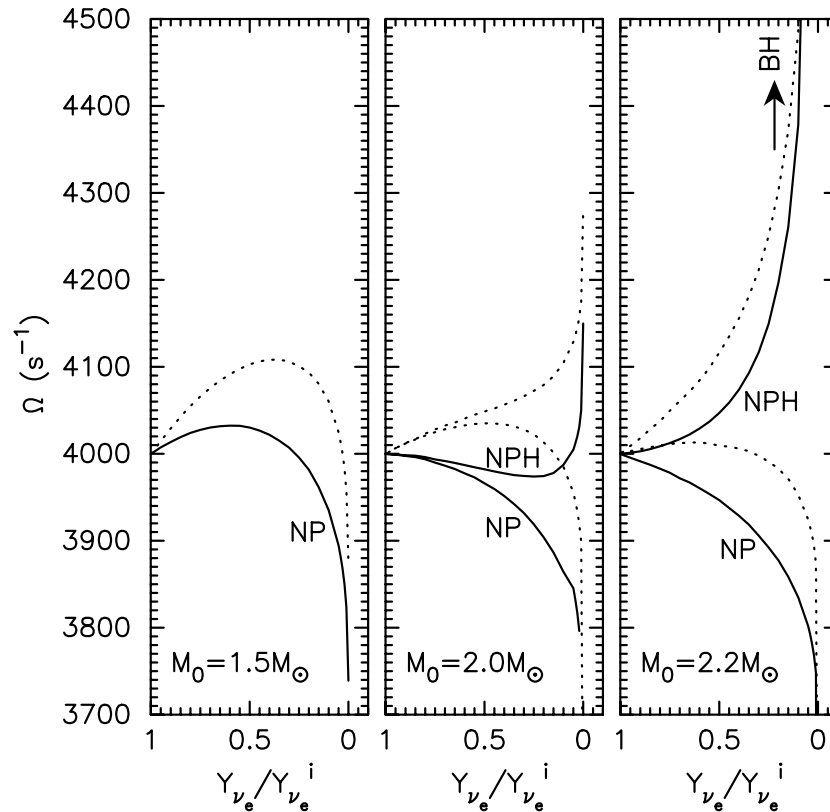 4500
4400
4300
4200
4100
4000
3900
3800
3700
Ω (s⁻¹)
NP
M₀=1.5M⊙
1 0.5 0
Y_νₑ/Y_νₑ^i
NPH
NP
M₀=2.0M⊙
1 0.5 0
Y_νₑ/Y_νₑ^i
BH
NPH
NP
M₀=2.2M⊙
1 0.5 0
Y_νₑ/Y_νₑ^i